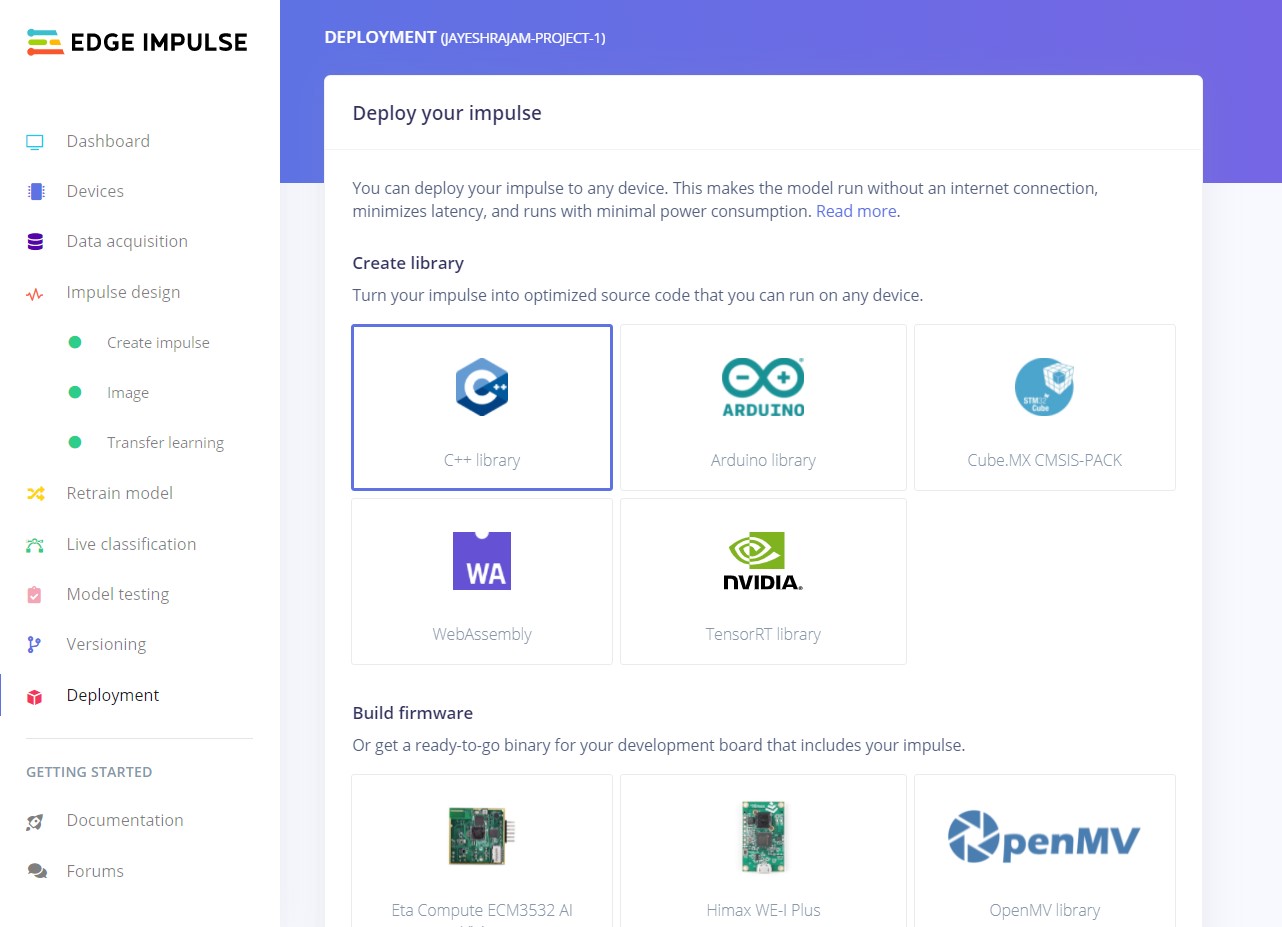 EDGE IMPULSE
Dashboard
Devices
Data acquisition
Impulse design
Create impulse
Image
Transfer learning
Retrain model
Live classification
Model testing
Versioning
Deployment
GETTING STARTED
Documentation
Forums
DEPLOYMENT (JAYESHRAJAM-PROJECT-1)
Deploy your impulse
You can deploy your impulse to any device. This makes the model run without an internet connection,
minimizes latency, and runs with minimal power consumption. Read more.
Create library
Turn your impulse into optimized source code that you can run on any device.
C++
C++ library
ARDUINO
Arduino library
STM32
Cube
Cube.MX CMSIS-PACK
WA
WebAssembly
NVIDIA.
TensorRT library
Build firmware
Or get a ready-to-go binary for your development board that includes your impulse.
Eta Compute ECM3532 AI
Himax WE-I Plus
OpenMV
OpenMV library